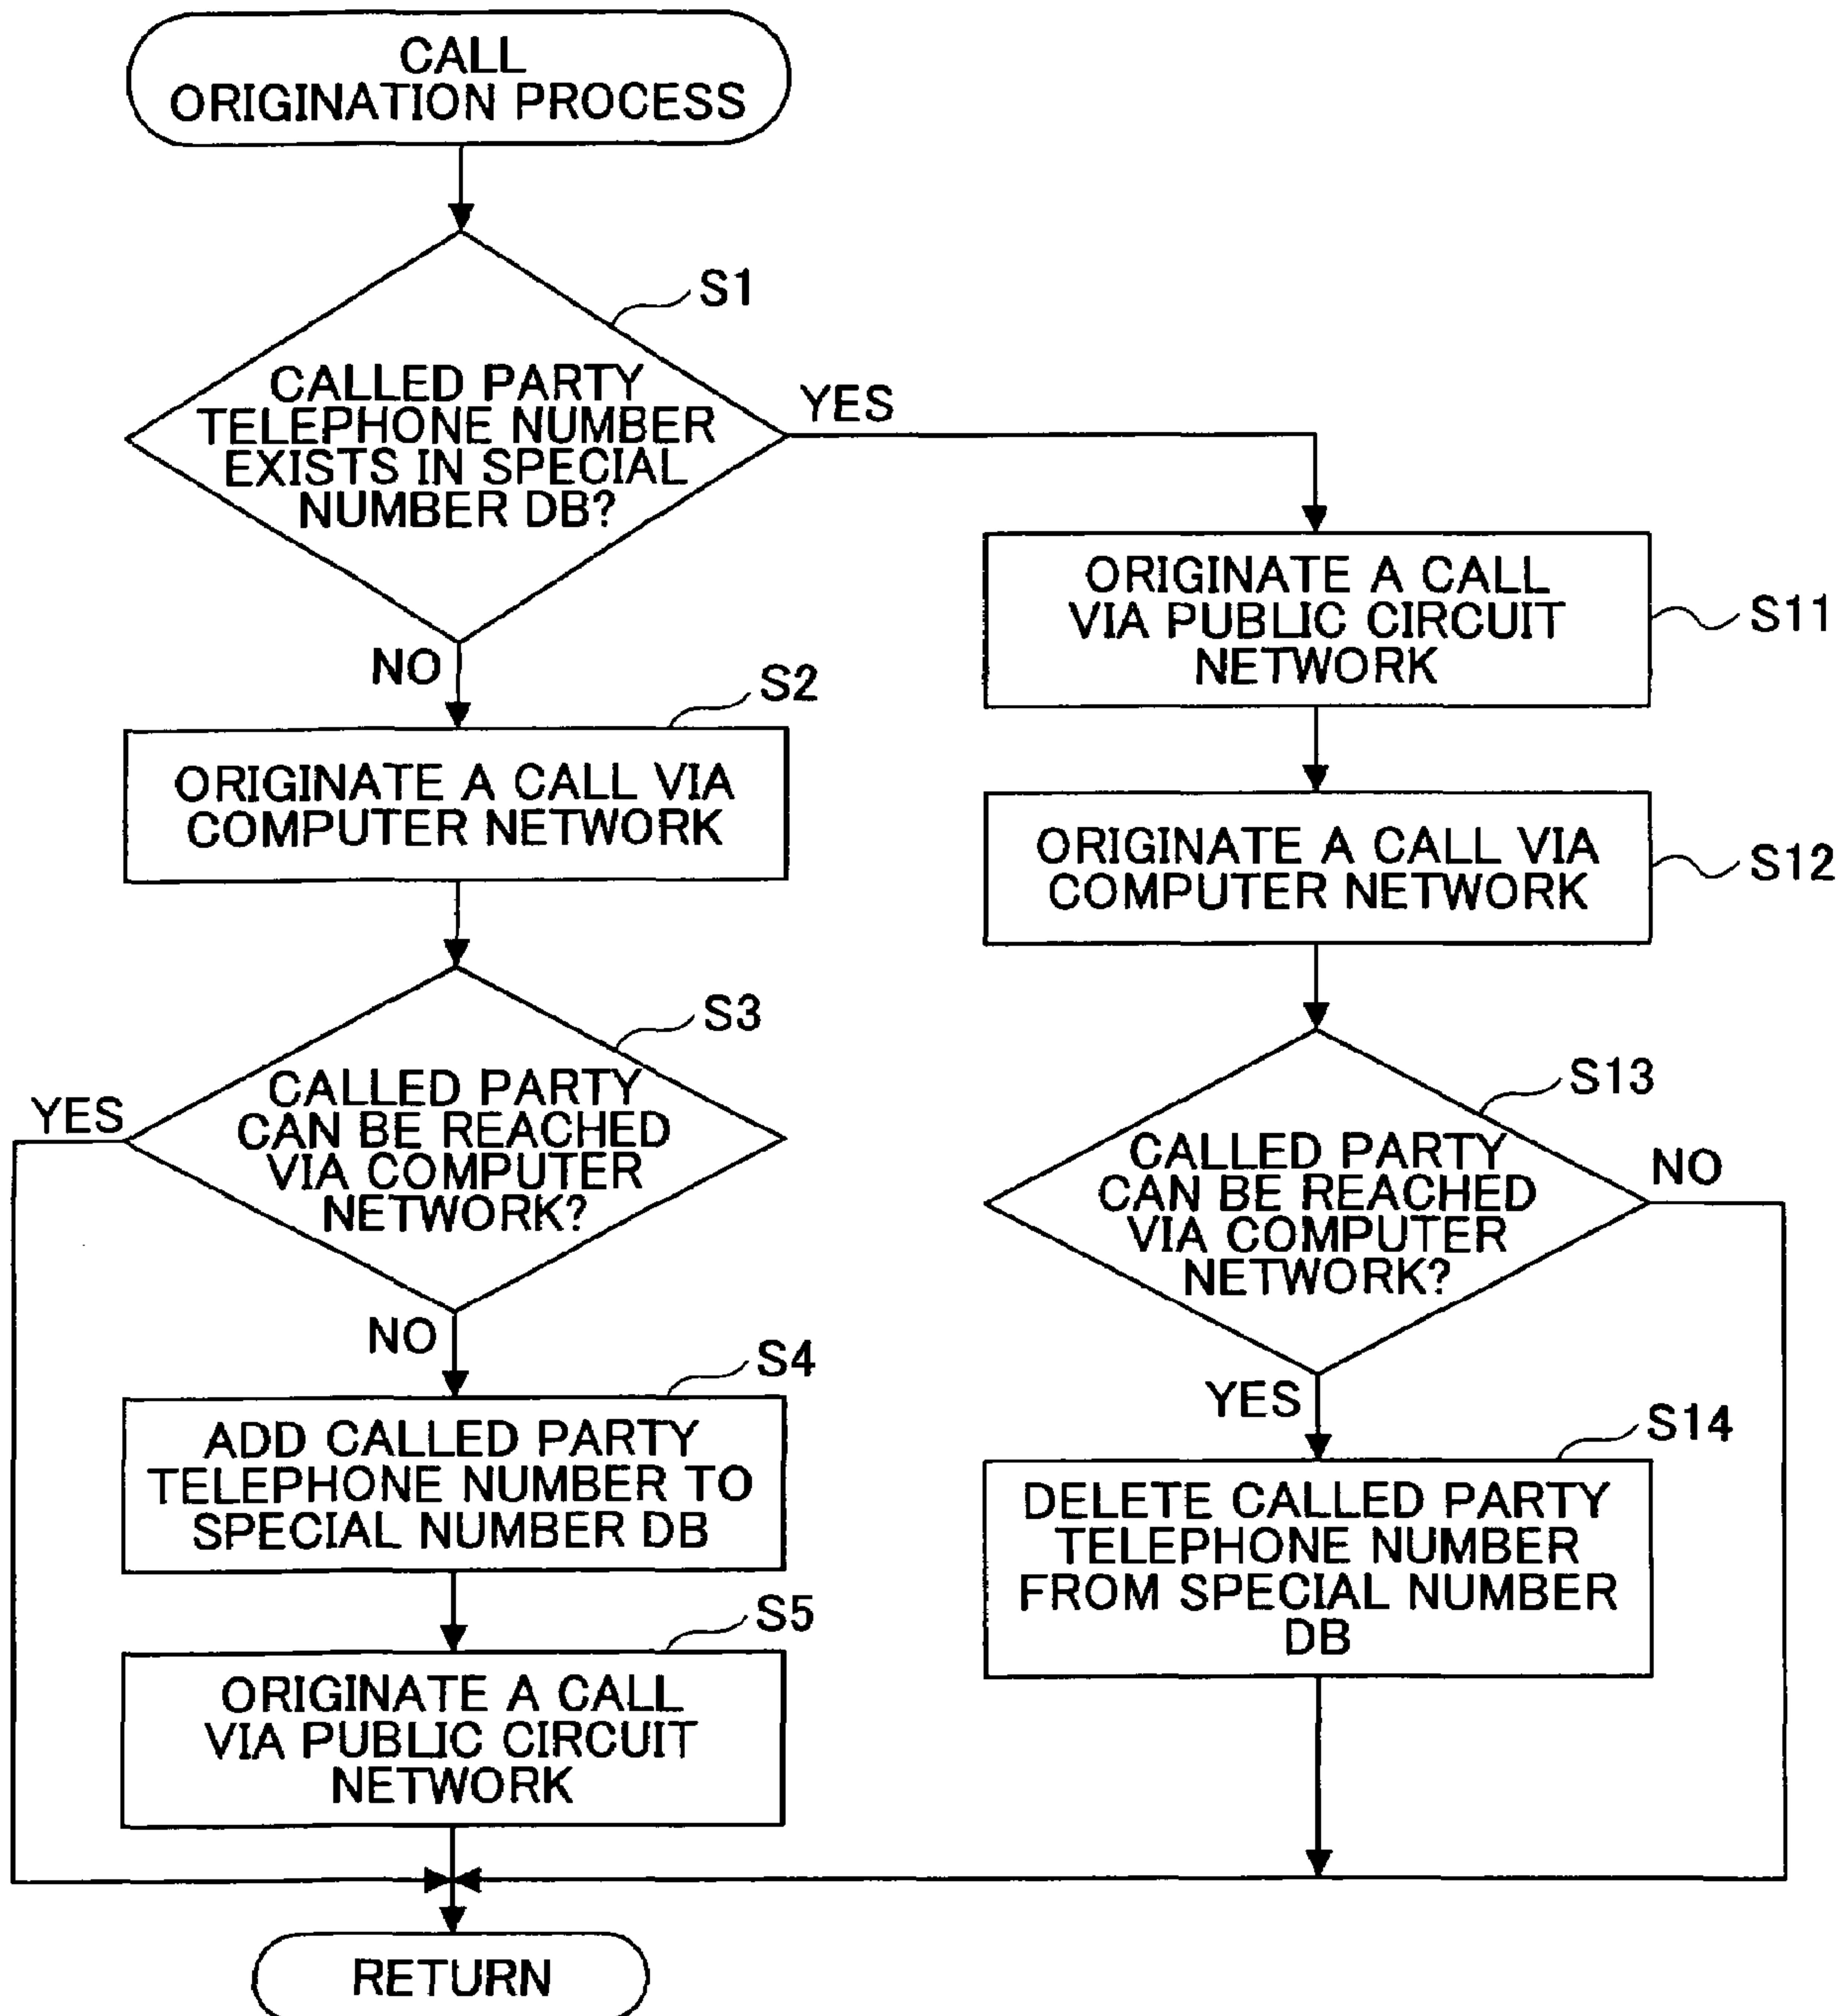 CALL
ORIGINATION PROCESS
S1
CALLED PARTY
TELEPHONE NUMBER
EXISTS IN SPECIAL
NUMBER DB?
YES
NO
S2
ORIGINATE A CALL VIA
COMPUTER NETWORK
S3
CALLED PARTY
CAN BE REACHED
VIA COMPUTER
NETWORK?
YES
NO
S4
ADD CALLED PARTY
TELEPHONE NUMBER TO
SPECIAL NUMBER DB
S5
ORIGINATE A CALL
VIA PUBLIC CIRCUIT
NETWORK
ORIGINATE A CALL
VIA PUBLIC CIRCUIT
NETWORK
S11
ORIGINATE A CALL VIA
COMPUTER NETWORK
S12
S13
CALLED PARTY
CAN BE REACHED
VIA COMPUTER
NETWORK?
NO
YES
S14
DELETE CALLED PARTY
TELEPHONE NUMBER
FROM SPECIAL NUMBER
DB
RETURN